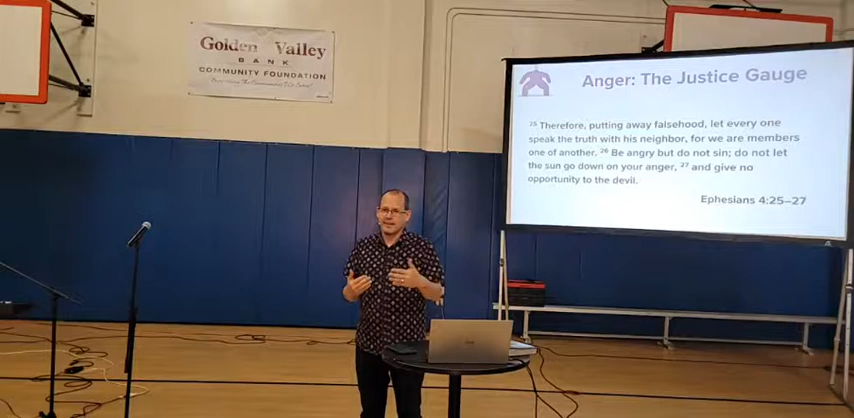 Golden Valley
BANK
COMMUNITY FOUNDATION
Anger: The Justice Gauge
²⁵ Therefore, putting away falsehood, let every one
speak the truth with his neighbor, for we are members
one of another. ²⁶ Be angry but do not sin; do not let
the sun go down on your anger, ²⁷ and give no
opportunity to the devil.
Ephesians 4:25–27